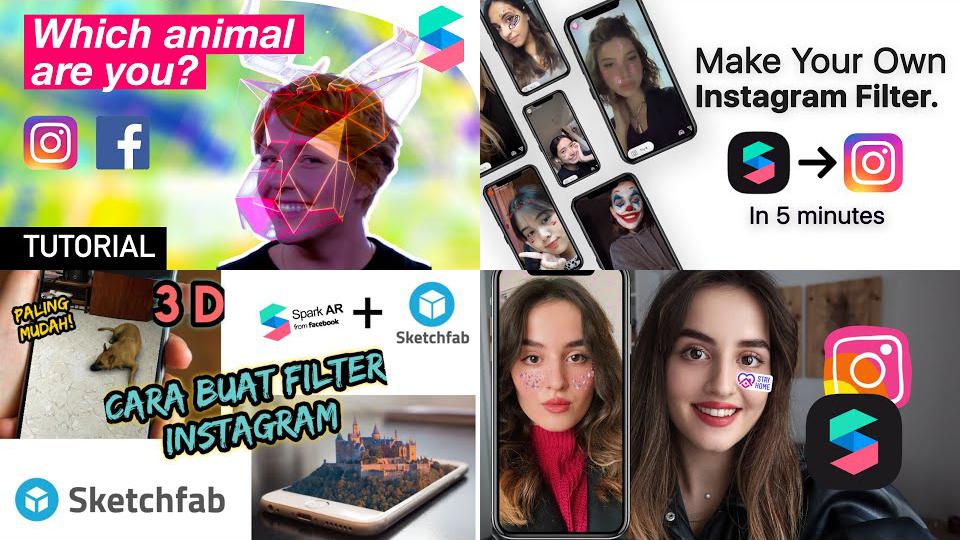 Which animal
are you?
TUTORIAL
Make Your Own
Instagram Filter.
In 5 minutes
PALING
MUDAH!
3 D
Spark AR
from facebook
+
Sketchfab
CARA BUAT FILTER
INSTAGRAM
Sketchfab
STAY
HOME